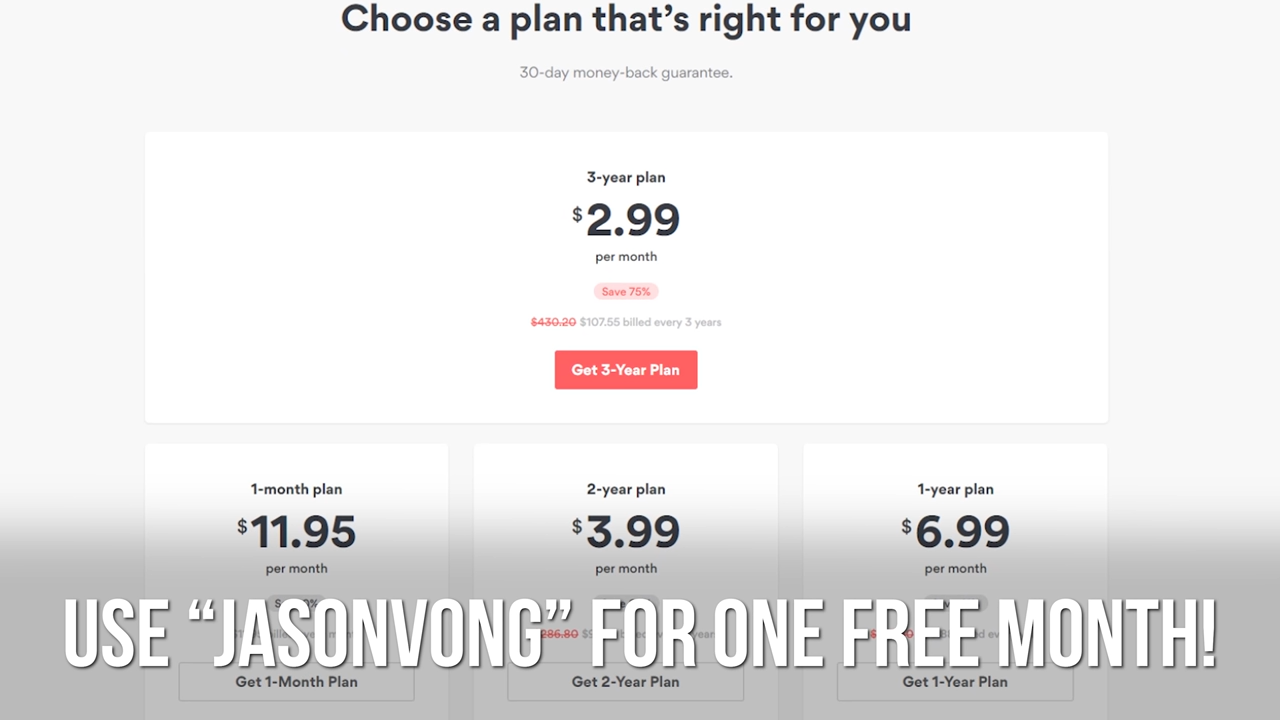 Choose a plan that's right for you
30-day money-back guarantee.
3-year plan
$2.99
per month
Save 75%
$430.20 $107.55 billed every 3 years
Get 3-Year Plan
1-month plan
$11.95
per month
2-year plan
$3.99
per month
1-year plan
$6.99
per month
USE “JASONVONG” FOR ONE FREE MONTH!
Get 1-Month Plan
Get 2-Year Plan
Get 1-Year Plan